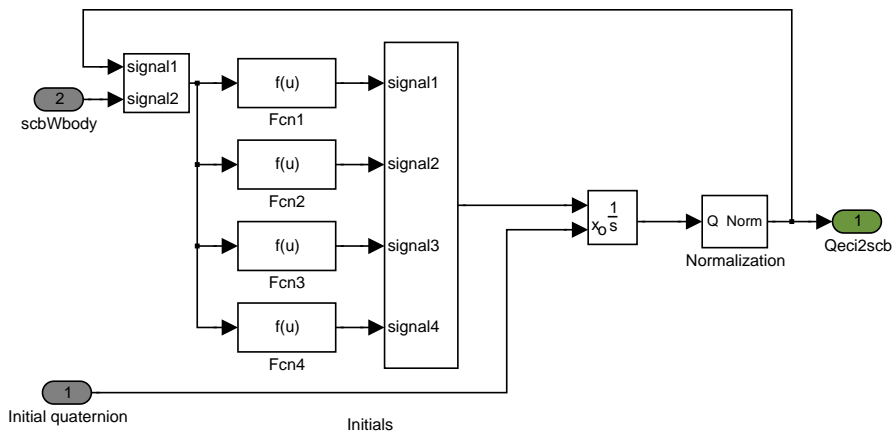 signal1
signal2
2
scbWbody
f(u)
Fcn1
f(u)
Fcn2
f(u)
Fcn3
f(u)
Fcn4
signal1
signal2
signal3
signal4
xo 1
s
Q Norm
Normalization
1
Qeci2scb
1
Initial quaternion
Initials